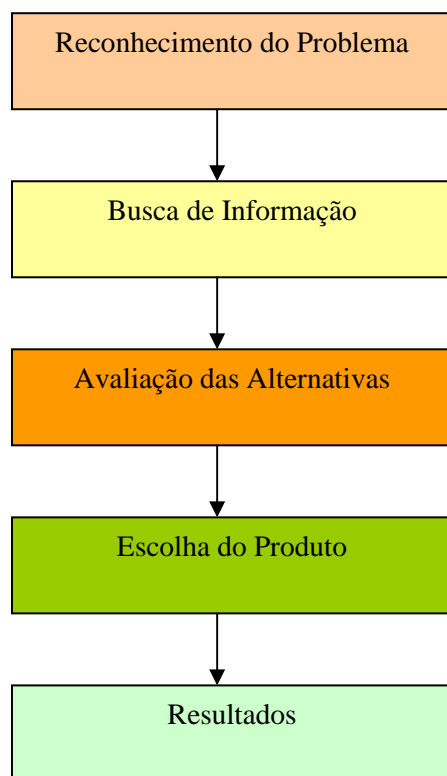 Reconhecimento do Problema
Busca de Informação
Avaliação das Alternativas
Escolha do Produto
Resultados